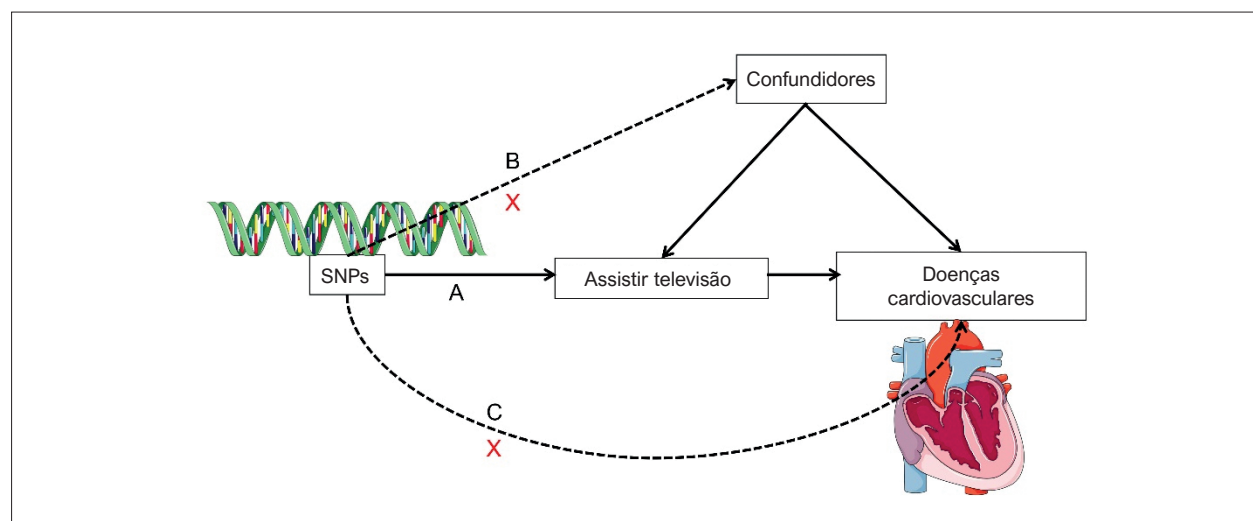 Confundidores
B
X
SNPs
A
Assistir televisão
Doenças
cardiovasculares
C
X